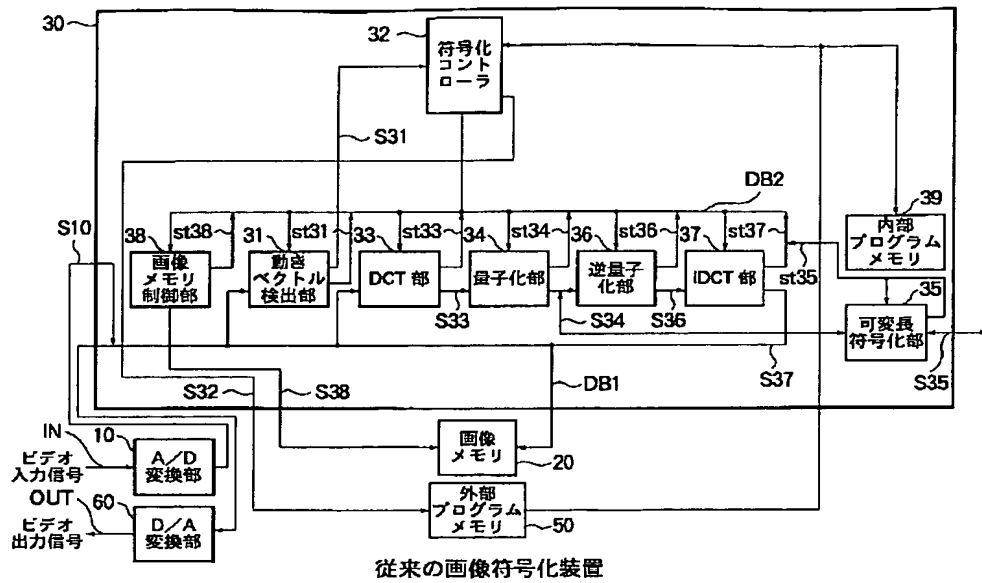 30
32
符号化
コント
ローラ
S31
DB2
39
内部
プログラム
メモリ
S10
38
st38
31
st31
33
st33
34
st34
36
st36
37
st37
st35
画像
メモリ
制御部
動き
ベクトル
検出部
DCT部
量子化部
逆量子
化部
iDCT部
35
可変長
符号化部
S33
S34
S36
S35
S32
S38
DB1
S37
IN
10
ビデオ
入力信号
A/D
変換部
画像
メモリ
20
OUT
60
ビデオ
出力信号
D/A
変換部
外部
プログラム
メモリ
50
従来の画像符号化装置